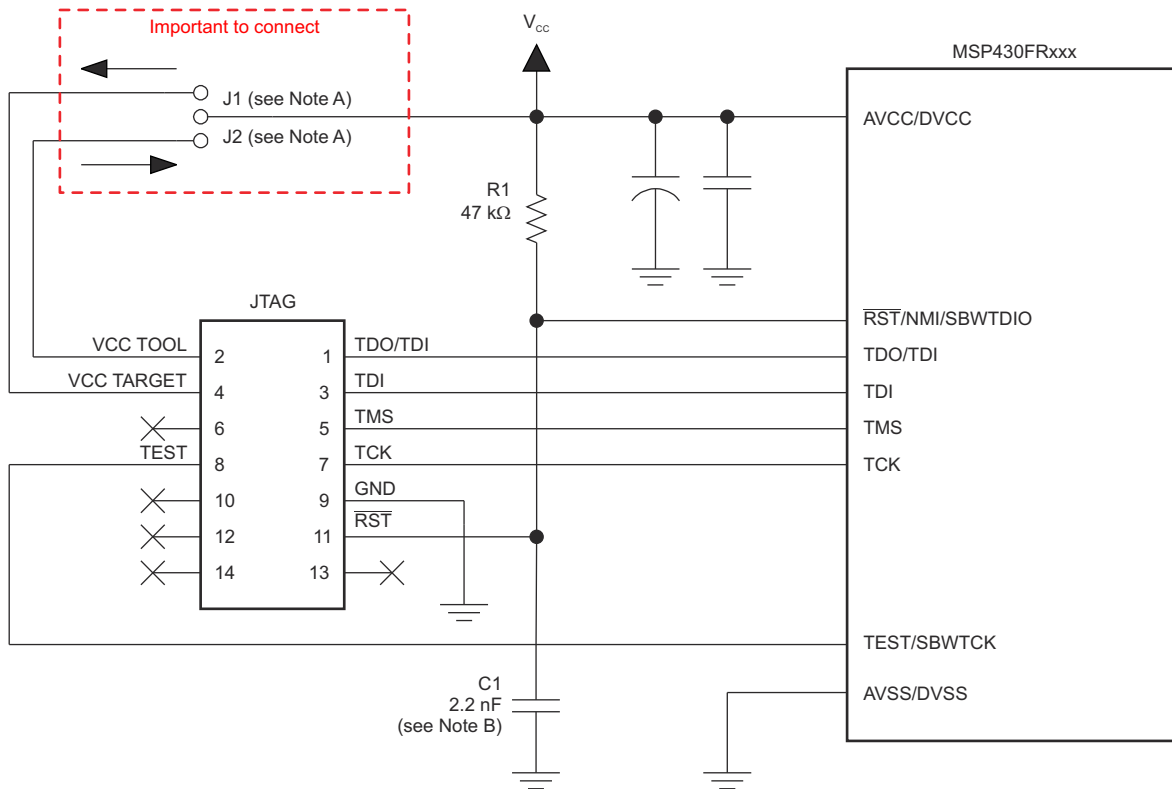 Important to connect
VCC
MSP430FRxxx
J1 (see Note A)
J2 (see Note A)
AVCC/DVCC
R1
47 kΩ
JTAG
RST/NMI/SBWTDIO
VCC TOOL
2
1
TDO/TDI
TDO/TDI
VCC TARGET
4
3
TDI
TDI
6
5
TMS
TMS
TEST
8
7
TCK
TCK
10
9
GND
12
11
RST
14
13
TEST/SBWTCK
C1
2.2 nF
(see Note B)
AVSS/DVSS